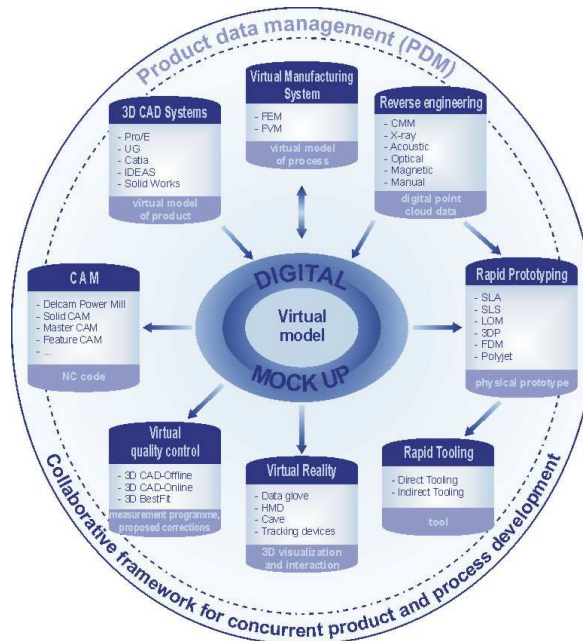 Product data management (PDM)
Virtual Manufacturing
System
- FEM
- FVM
virtual model
of process
3D CAD Systems
- Pro/E
- UG
- Catia
- IDEAS
- Solid Works
virtual model
of product
Reverse engineering
- CMM
- X-ray
- Acoustic
- Optical
- Magnetic
- Manual
digital point
cloud data
DIGITAL
Virtual
model
MOCK UP
CAM
- Delcam Power Mill
- Solid CAM
- Master CAM
- Feature CAM
- ...
NC code
Rapid Prototyping
- SLA
- SLS
- LOM
- 3DP
- FDM
- Polyjet
physical prototype
Virtual
quality control
- 3D CAD-Offline
- 3D CAD-Online
- 3D BestFit
measurement programme,
proposed corrections
Virtual Reality
- Data glove
- HMD
- Cave
- Tracking devices
3D visualization
and interaction
Rapid Tooling
- Direct Tooling
- Indirect Tooling
tool
Collaborative framework for concurrent product and process development